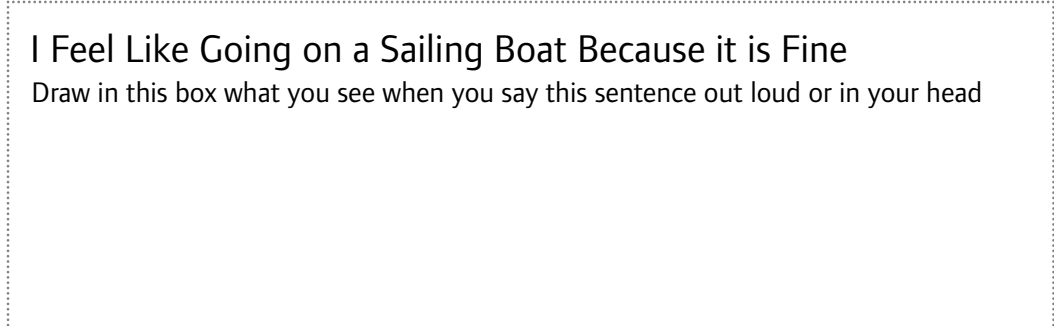 I Feel Like Going on a Sailing Boat Because it is Fine
Draw in this box what you see when you say this sentence out loud or in your head